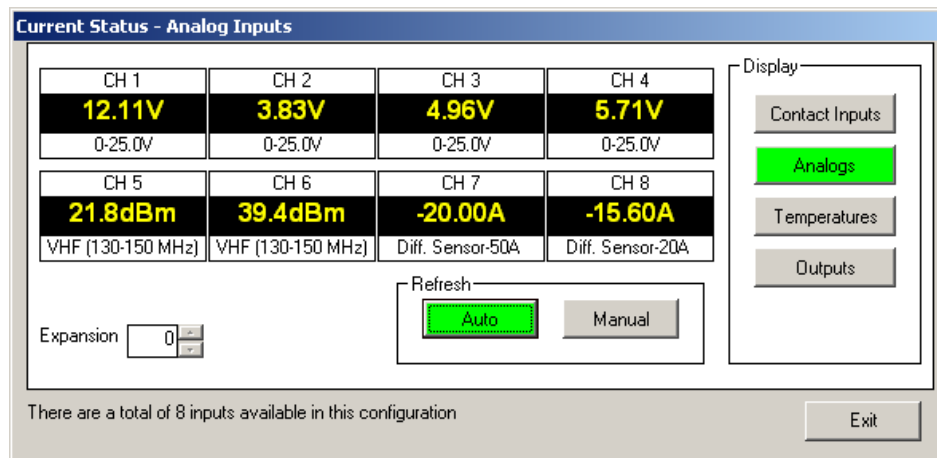 Current Status - Analog Inputs
CH 1 CH 2 CH 3 CH 4
12.11V 3.83V 4.96V 5.71V
0-25.0V 0-25.0V 0-25.0V 0-25.0V
CH 5 CH 6 CH 7 CH 8
21.8dBm 39.4dBm -20.00A -15.60A
VHF (130-150 MHz) VHF (130-150 MHz) Diff. Sensor-50A Diff. Sensor-20A
Expansion 0
Refresh
Auto Manual
Display
Contact Inputs
Analogs
Temperatures
Outputs
There are a total of 8 inputs available in this configuration
Exit